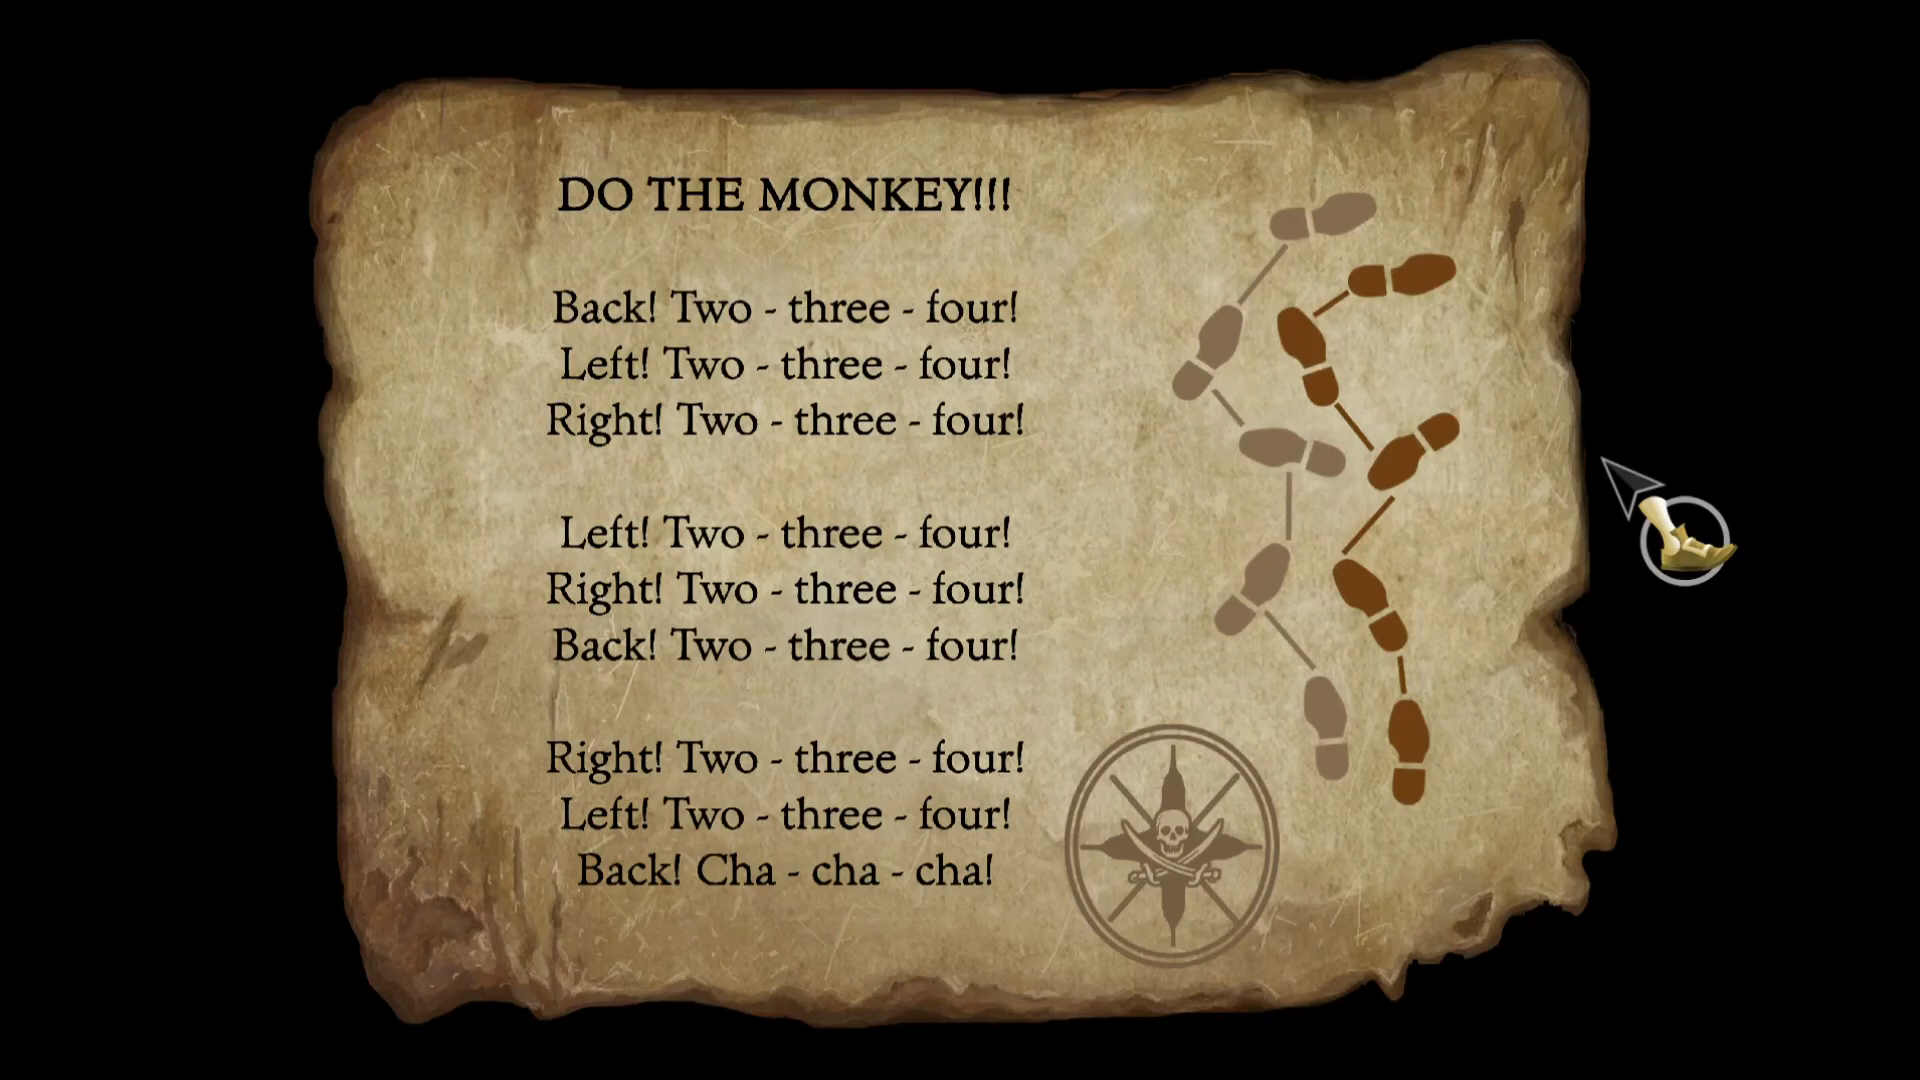 DO THE MONKEY!!!
Back! Two - three - four!
Left! Two - three - four!
Right! Two - three - four!
Left! Two - three - four!
Right! Two - three - four!
Back! Two - three - four!
Right! Two - three - four!
Left! Two - three - four!
Back! Cha - cha - cha!